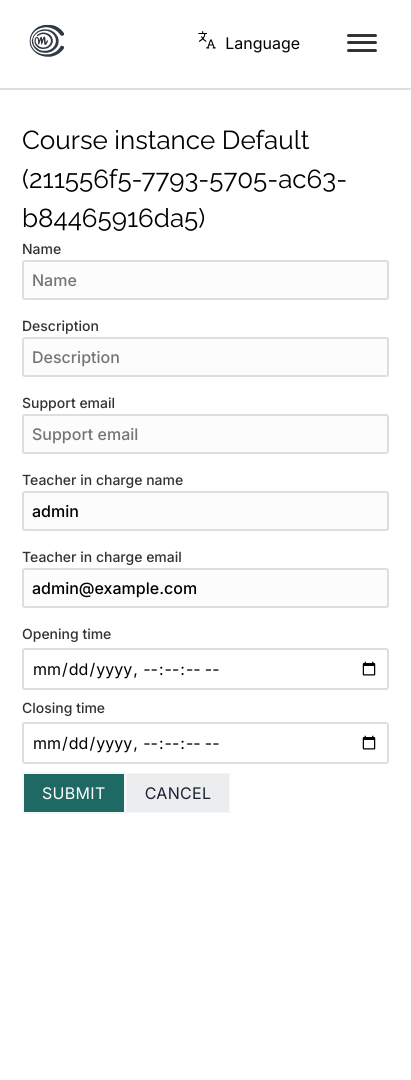 Language
Course instance Default
(211556f5-7793-5705-ac63-
b84465916da5)
Name
Name
Description
Description
Support email
Support email
Teacher in charge name
admin
Teacher in charge email
admin@example.com
Opening time
mm/dd/yyyy, --:--:-- --
Closing time
mm/dd/yyyy, --:--:-- --
SUBMIT CANCEL